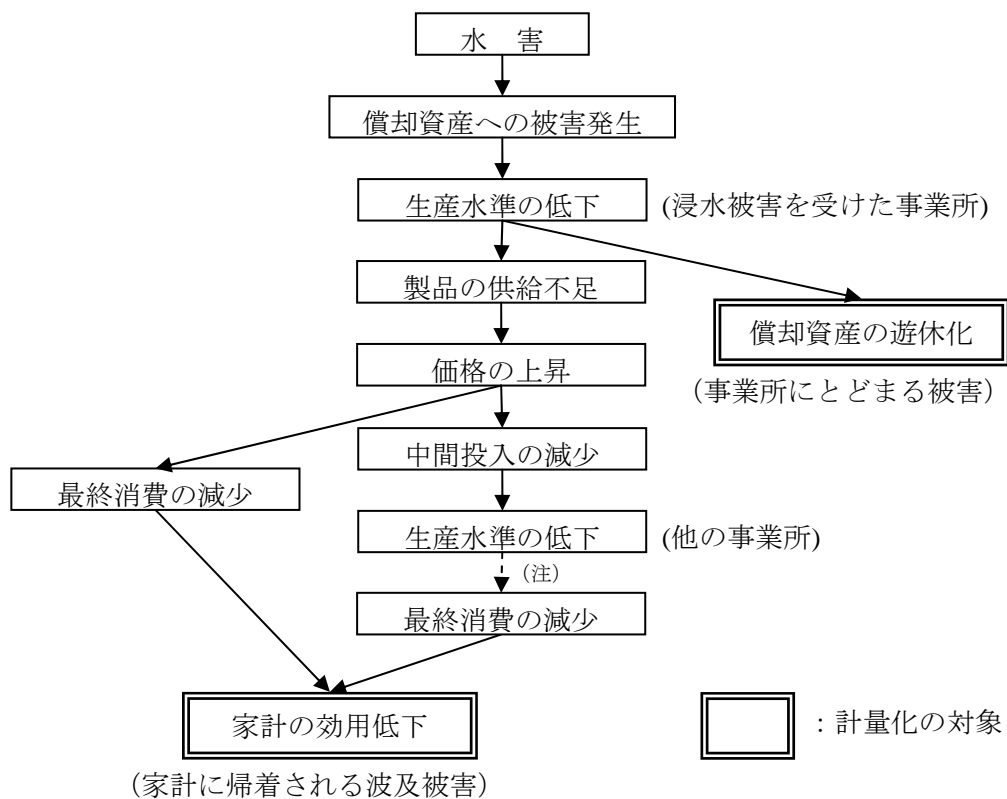 水　害
償却資産への被害発生
生産水準の低下 (浸水被害を受けた事業所)
製品の供給不足
償却資産の遊休化
価格の上昇
（事業所にとどまる被害）
中間投入の減少
最終消費の減少
生産水準の低下 (他の事業所)
（注）
最終消費の減少
家計の効用低下
：計量化の対象
（家計に帰着される波及被害）